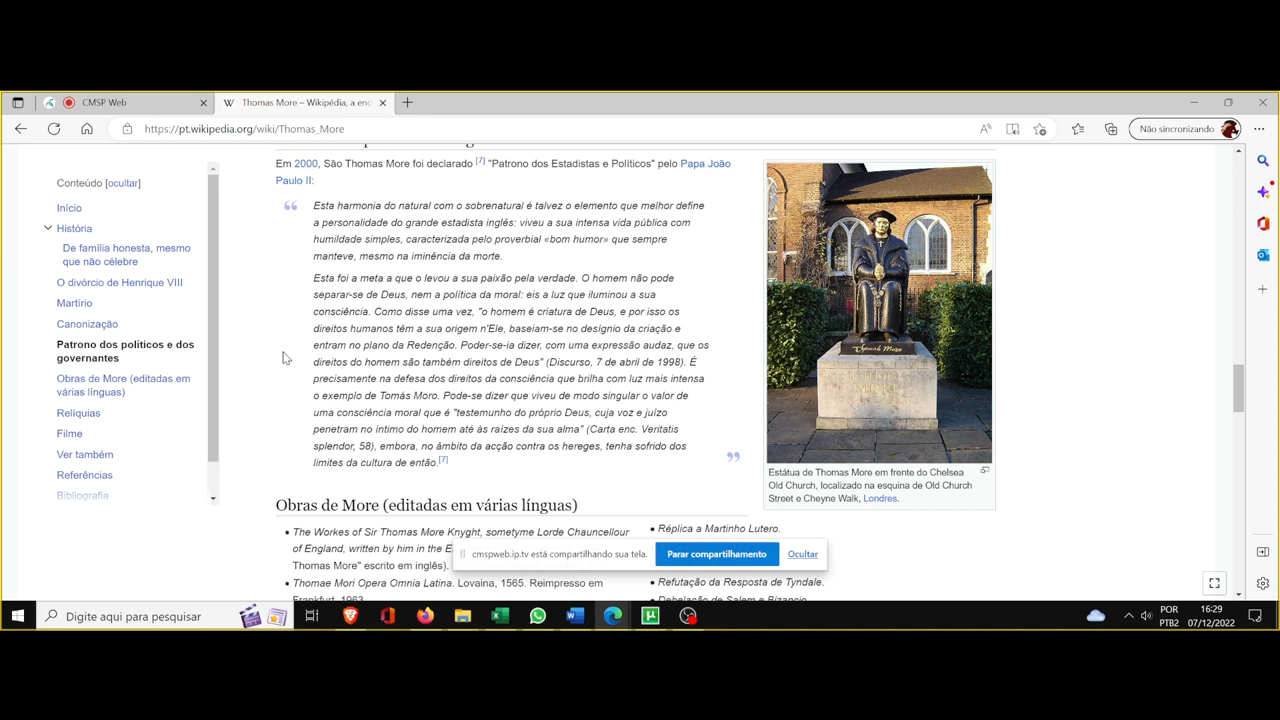 CMSP Web
Thomas More – Wikipédia, a enc
https://pt.wikipedia.org/wiki/Thomas_More
Não sincronizando
Conteúdo [ocultar]
Início
História
De família honesta, mesmo
que não célebre
O divórcio de Henrique VIII
Martírio
Canonização
Patrono dos políticos e dos
governantes
Obras de More (editadas em
várias línguas)
Relíquias
Filme
Ver também
Referências
Bibliografia
Em 2000, São Thomas More foi declarado [7] "Patrono dos Estadistas e Políticos" pelo Papa João
Paulo II:
Esta harmonia do natural com o sobrenatural é talvez o elemento que melhor define
a personalidade do grande estadista inglês: viveu a sua intensa vida pública com
humildade simples, caracterizada pelo proverbial «bom humor» que sempre
manteve, mesmo na iminência da morte.
Esta foi a meta a que o levou a sua paixão pela verdade. O homem não pode
separar-se de Deus, nem a política da moral: eis a luz que iluminou a sua
consciência. Como disse uma vez, "o homem é criatura de Deus, e por isso os
direitos humanos têm a sua origem n'Ele, baseiam-se no desígnio da criação e
entram no plano da Redenção. Poder-se-ia dizer, com uma expressão audaz, que os
direitos do homem são também direitos de Deus" (Discurso, 7 de abril de 1998). É
precisamente na defesa dos direitos da consciência que brilha com luz mais intensa
o exemplo de Tomás Moro. Pode-se dizer que viveu de modo singular o valor de
uma consciência moral que é "testemunho do próprio Deus, cuja voz e juízo
penetram no íntimo do homem até às raízes da sua alma" (Carta enc. Veritatis
splendor, 58), embora, no âmbito da acção contra os hereges, tenha sofrido dos
limites da cultura de então.[7]
Estátua de Thomas More em frente do Chelsea
Old Church, localizado na esquina de Old Church
Street e Cheyne Walk, Londres.
Obras de More (editadas em várias línguas)
The Workes of Sir Thomas More Knyght, sometyme Lorde Chauncellour
of England, written by him in the E
Thomas More" escrito em inglês).
Thomae Mori Opera Omnia Latina. Lovaina, 1565. Reimpresso em
Frankfurt, 1963.
Réplica a Martinho Lutero.
Refutação da Resposta de Tyndale.
Debelação de Salem e Bizancio.
cmspweb.ip.tv está compartilhando sua tela.
Parar compartilhamento
Ocultar
Digite aqui para pesquisar
POR
PTB2
16:29
07/12/2022